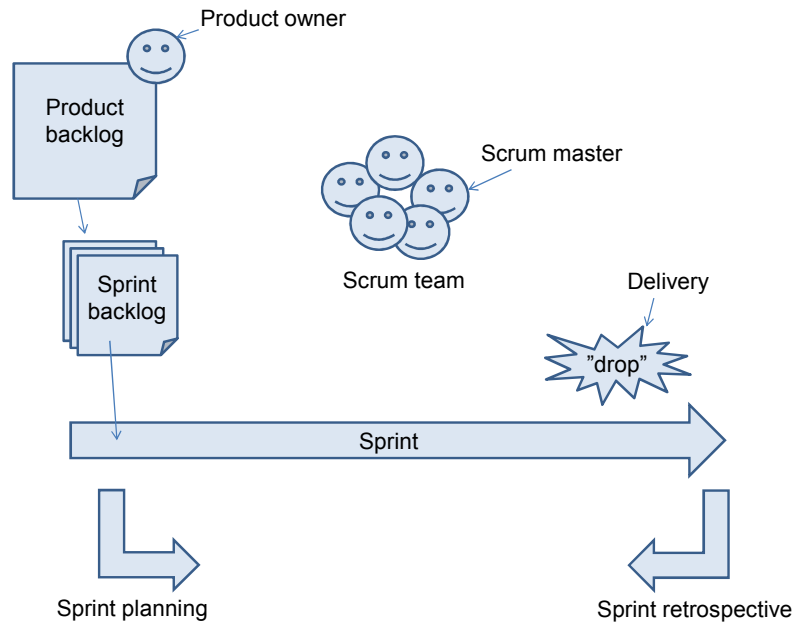 Product owner
Product
backlog
Scrum master
Scrum team
Sprint
backlog
Delivery
”drop”
Sprint
Sprint planning
Sprint retrospective